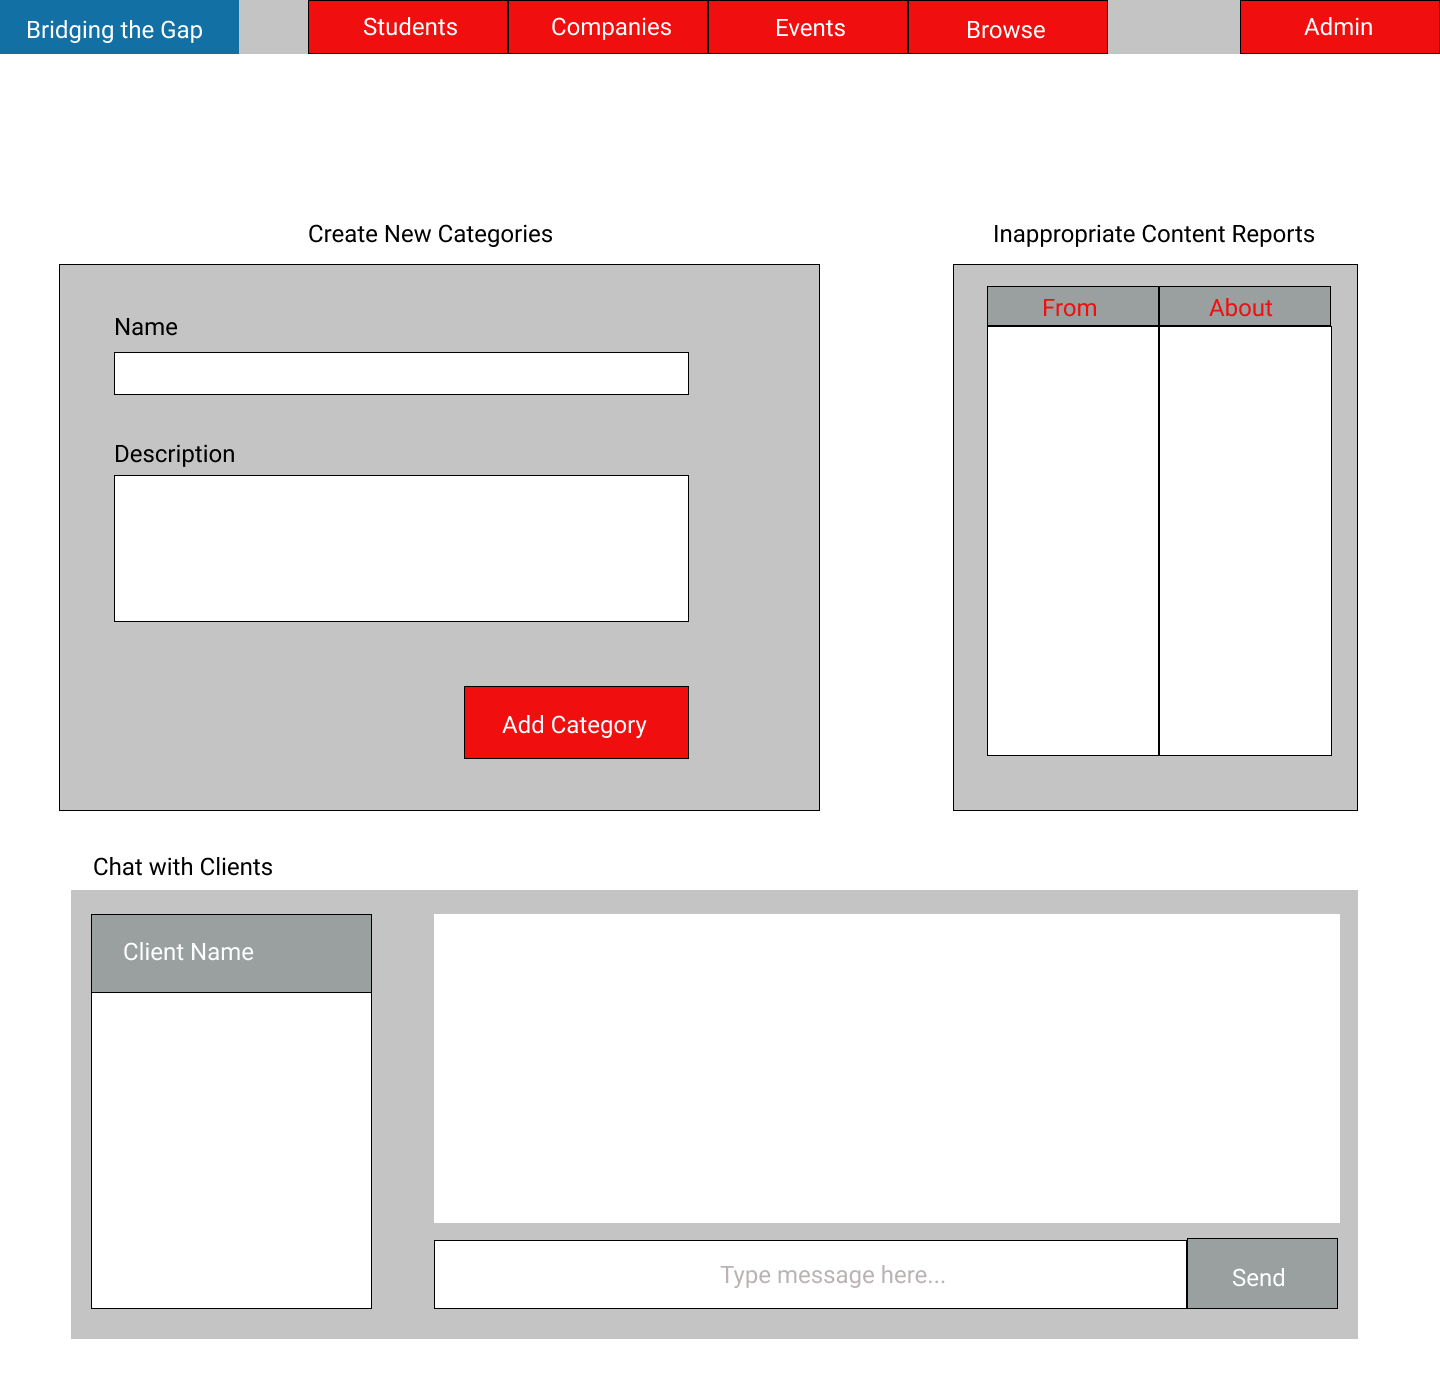 Bridging the Gap
Students
Companies
Events
Browse
Admin
Create New Categories
Inappropriate Content Reports
Name
From
About
Description
Add Category
Chat with Clients
Client Name
Type message here...
Send